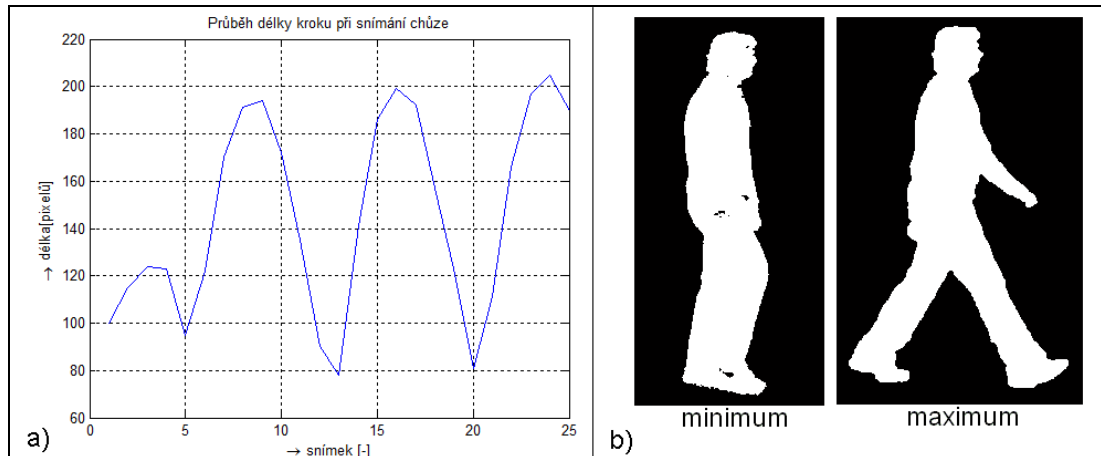 Průběh délky kroku při snímání chůze
220
200
180
160
140
120
100
80
60
→ délka[pixelů]
0 5 10 15 20 25
→ snímek [-]
a)
minimum
maximum
b)